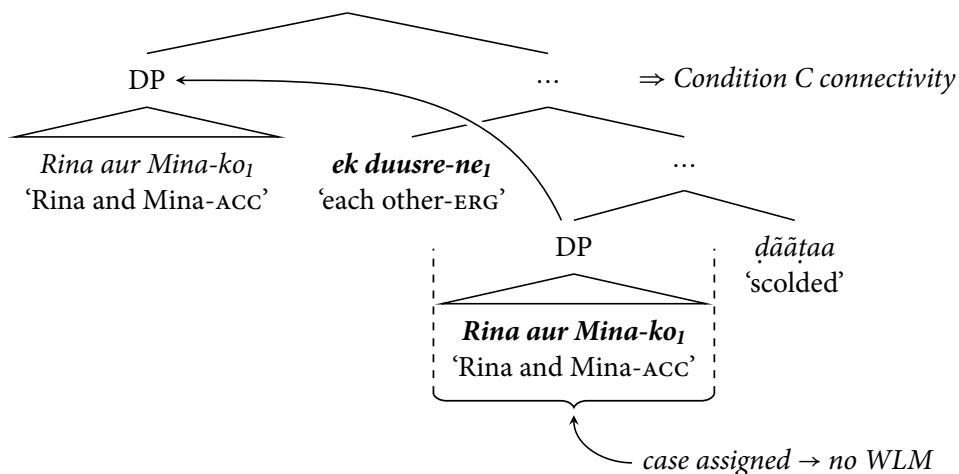 DP ... ⇒ Condition C connectivity
Rina aur Mina-ko₁ ek duusre-ne₁ ...
‘Rina and Mina-ACC’ ‘each other-ERG’
DP ḍããṭaa
‘scolded’
Rina aur Mina-ko₁
‘Rina and Mina-ACC’
case assigned → no WLM